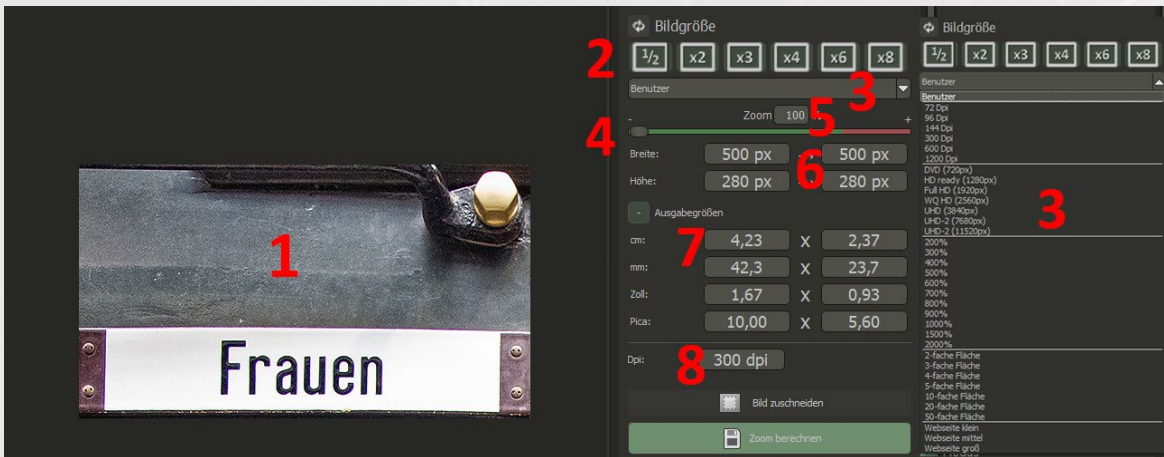 Bildgröße
1/2 x2 x3 x4 x6 x8
2
Benutzer
3
Zoom 100 %
- +
4
5
Breite: 500 px 500 px
6
Höhe: 280 px 280 px
- Ausgabegrößen
7
cm: 4,23 X 2,37
mm: 42,3 X 23,7
Zoll: 1,67 X 0,93
Pica: 10,00 X 5,60
8
Dpi: 300 dpi
Bild zuschneiden
Zoom berechnen
1
Frauen
Bildgröße
1/2 x2 x3 x4 x6 x8
Benutzer
Benutzer
72 Dpi
96 Dpi
144 Dpi
300 Dpi
600 Dpi
1200 Dpi
DVD (720px)
HD ready (1280px)
Full HD (1920px)
WQ HD (2560px)
UHD (3840px)
UHD-2 (7680px)
UHD-2 (11520px)
3
200%
300%
400%
500%
600%
700%
800%
900%
1000%
1500%
2000%
2-fache Fläche
3-fache Fläche
4-fache Fläche
5-fache Fläche
10-fache Fläche
20-fache Fläche
50-fache Fläche
Webseite klein
Webseite mittel
Webseite groß